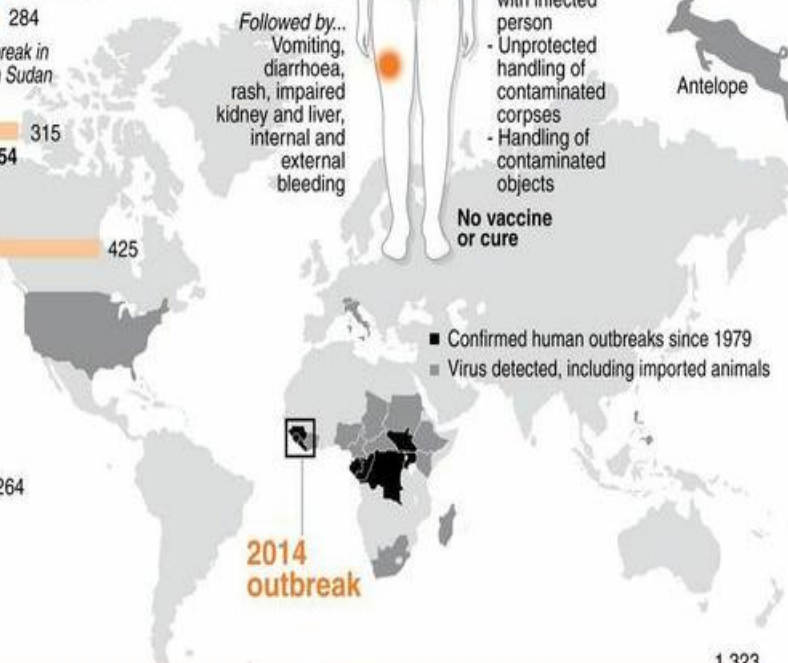 284
Followed by...
Vomiting,
diarrhoea,
rash, impaired
kidney and liver,
internal and
external
bleeding
with infected
person
- Unprotected
handling of
contaminated
corpses
- Handling of
contaminated
objects
Antelope
reak in
Sudan
315
54
425
No vaccine
or cure
Confirmed human outbreaks since 1979
Virus detected, including imported animals
264
2014
outbreak
1,323